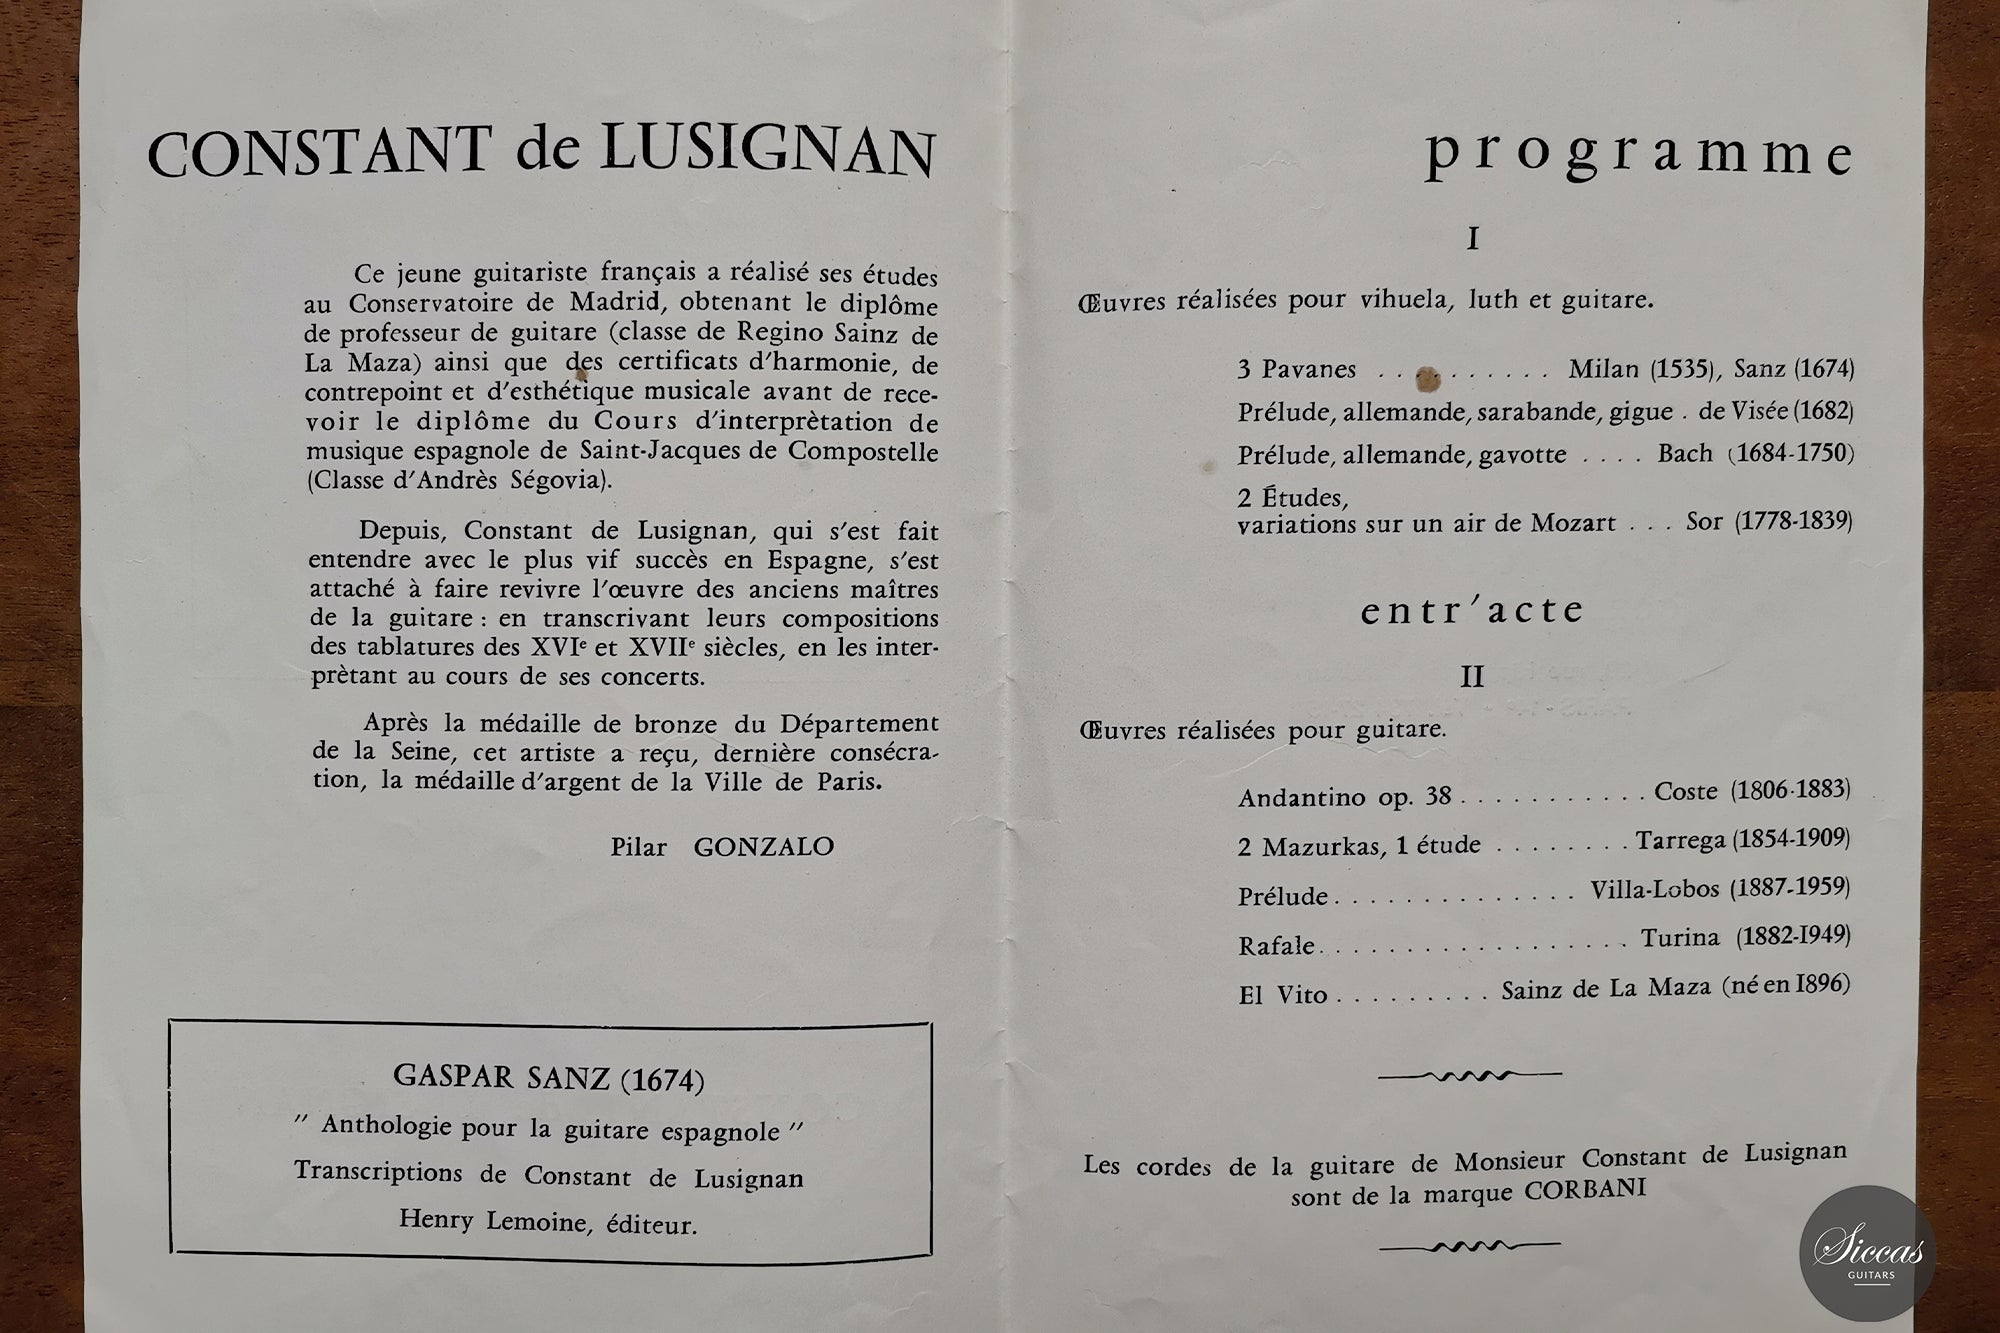 CONSTANT de LUSIGNAN
Ce jeune guitariste français a réalisé ses études
au Conservatoire de Madrid, obtenant le diplôme
de professeur de guitare (classe de Regino Sainz de
La Maza) ainsi que des certificats d'harmonie, de
contrepoint et d'esthétique musicale avant de rece-
voir le diplôme du Cours d'interprètation de
musique espagnole de Saint-Jacques de Compostelle
(Classe d'Andrès Ségovia).
Depuis, Constant de Lusignan, qui s'est fait
entendre avec le plus vif succès en Espagne, s'est
attaché à faire revivre l'œuvre des anciens maîtres
de la guitare : en transcrivant leurs compositions
des tablatures des XVIe et XVIIe siècles, en les inter-
prètant au cours de ses concerts.
Après la médaille de bronze du Département
de la Seine, cet artiste a reçu, dernière consécra-
tion, la médaille d'argent de la Ville de Paris.
Pilar GONZALO
GASPAR SANZ (1674)
" Anthologie pour la guitare espagnole "
Transcriptions de Constant de Lusignan
Henry Lemoine, éditeur.
programme
I
Œuvres réalisées pour vihuela, luth et guitare.
3 Pavanes . . . . . . . . . . Milan (1535), Sanz (1674)
Prélude, allemande, sarabande, gigue . de Visée (1682)
Prélude, allemande, gavotte . . . . Bach (1684-1750)
2 Études,
variations sur un air de Mozart . . . Sor (1778-1839)
entr'acte
II
Œuvres réalisées pour guitare.
Andantino op. 38 . . . . . . . . . . . Coste (1806-1883)
2 Mazurkas, 1 étude . . . . . . . . Tarrega (1854-1909)
Prélude . . . . . . . . . . . . . . Villa-Lobos (1887-1959)
Rafale . . . . . . . . . . . . . . . . . . Turina (1882-I949)
El Vito . . . . . . . . . Sainz de La Maza (né en I896)
Les cordes de la guitare de Monsieur Constant de Lusignan
sont de la marque CORBANI
Siccas
GUITARS